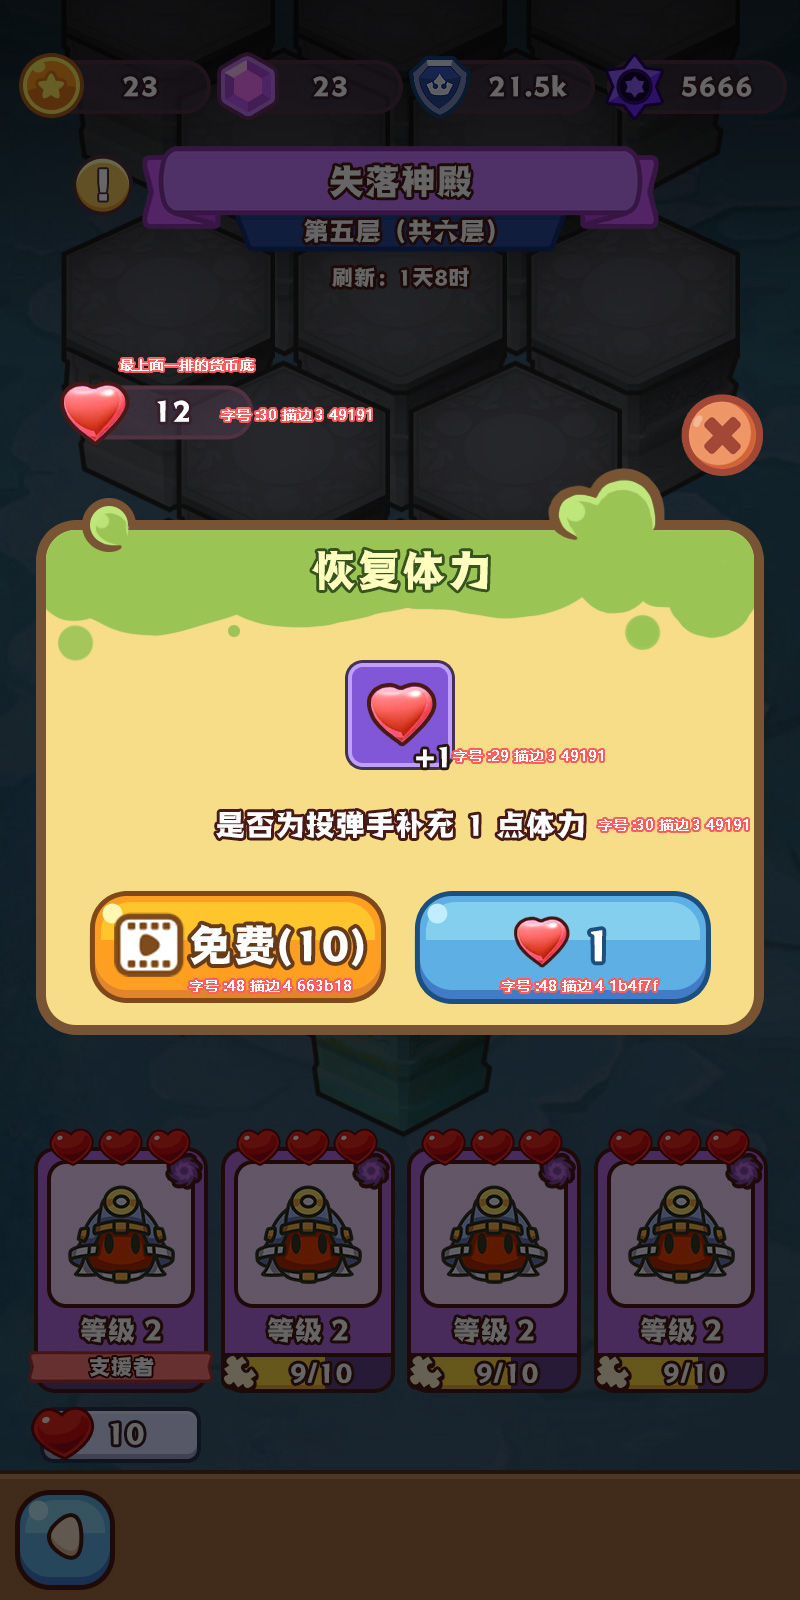 23 23 21.5k 5666
失落神殿
第五层（共六层）
刷新：1天8时
最上面一排的货币底
12 字号:30 描边3 49191
恢复体力
+1 字号:29 描边3 49191
是否为投弹手补充 1 点体力 字号:30 描边3 49191
免费(10) 1
字号:48 描边4 663b18 字号:48 描边4 1b4f7f
等级 2 等级 2 等级 2 等级 2
支援者 9/10 9/10 9/10
10